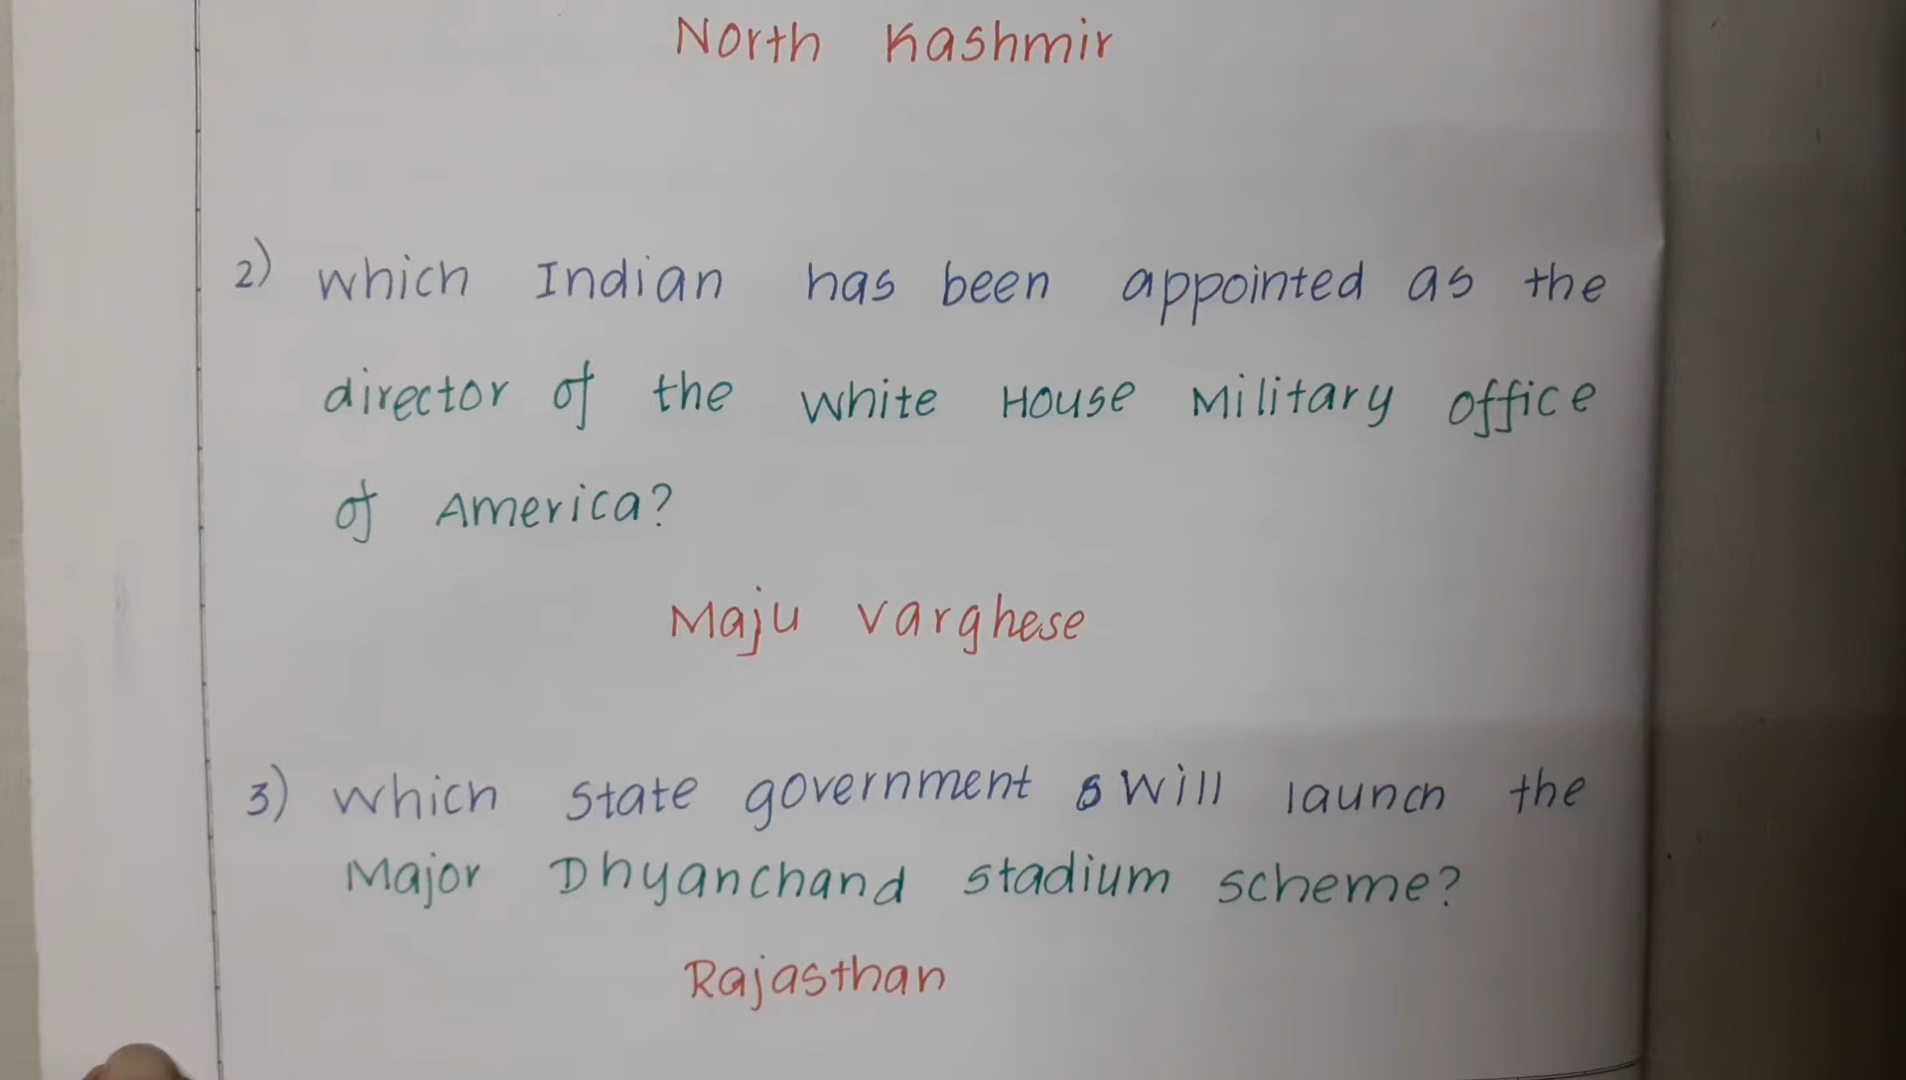 North Kashmir
2) which Indian has been appointed as the
director of the White House Military office
of America?
Maju Varghese
3) which state government s will launch the
Major Dhyanchand stadium scheme?
Rajasthan